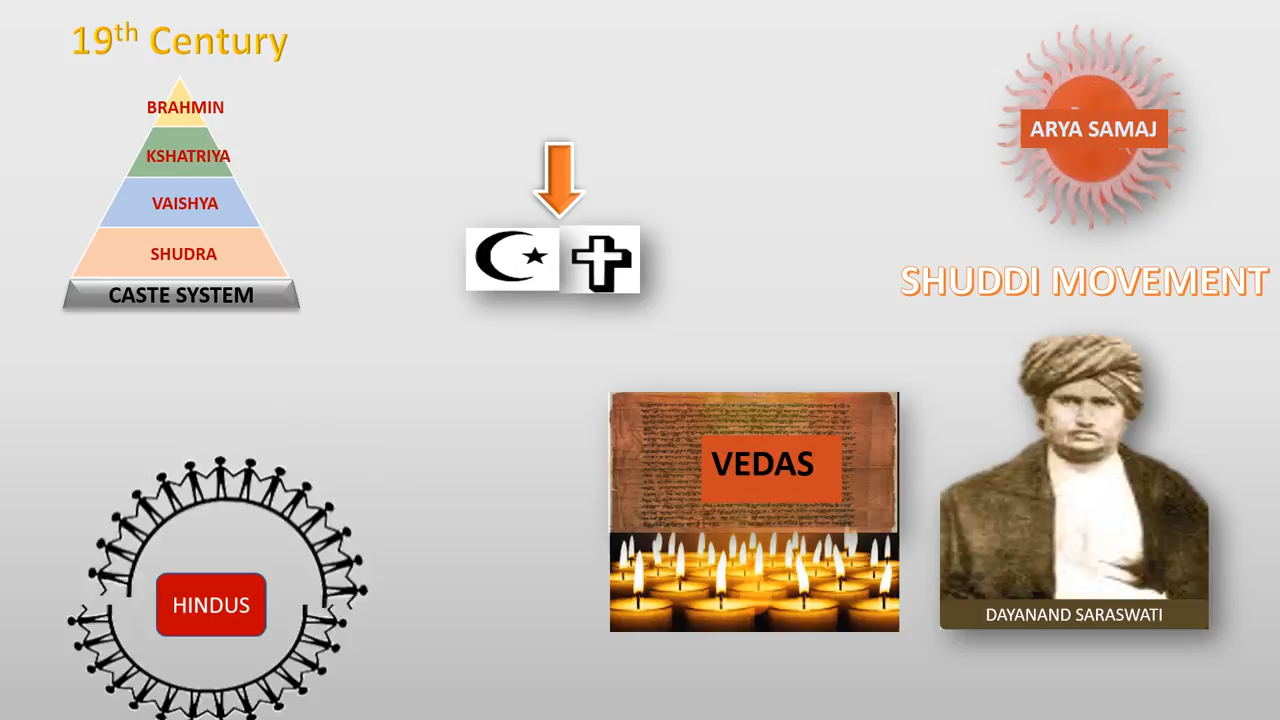 19th Century
BRAHMIN
KSHATRIYA
VAISHYA
SHUDRA
CASTE SYSTEM
ARYA SAMAJ
SHUDDI MOVEMENT
VEDAS
HINDUS
DAYANAND SARASWATI